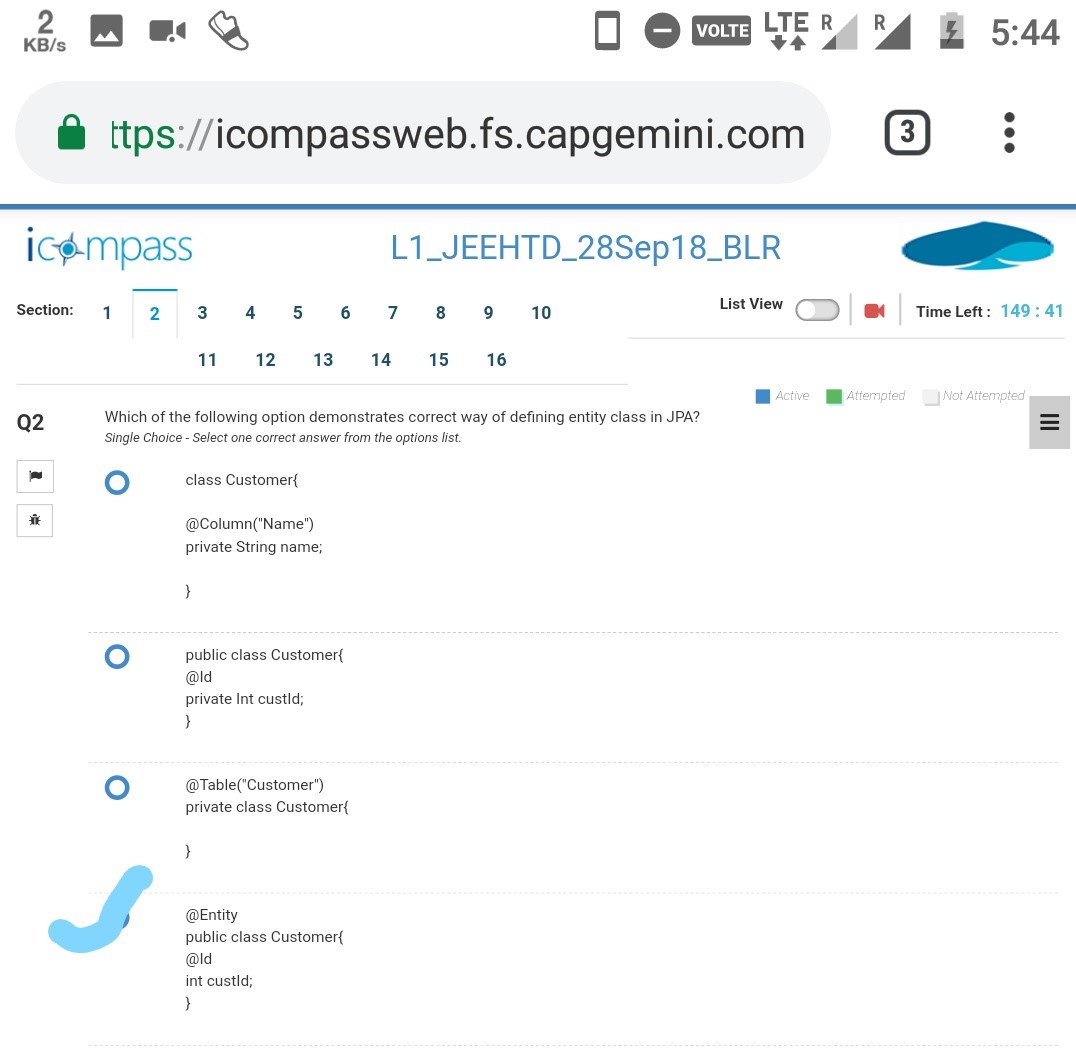 2
KB/s
VOLTE
LTE
R
R
5:44
ttps://icompassweb.fs.capgemini.com
3
icompass
L1_JEEHTD_28Sep18_BLR
Section:
1 2 3 4 5 6 7 8 9 10
11 12 13 14 15 16
List View
Time Left : 149 : 41
Active Attempted Not Attempted
Q2
Which of the following option demonstrates correct way of defining entity class in JPA?
Single Choice - Select one correct answer from the options list.
class Customer{
@Column("Name")
private String name;
}
public class Customer{
@Id
private Int custId;
}
@Table("Customer")
private class Customer{
}
@Entity
public class Customer{
@Id
int custId;
}